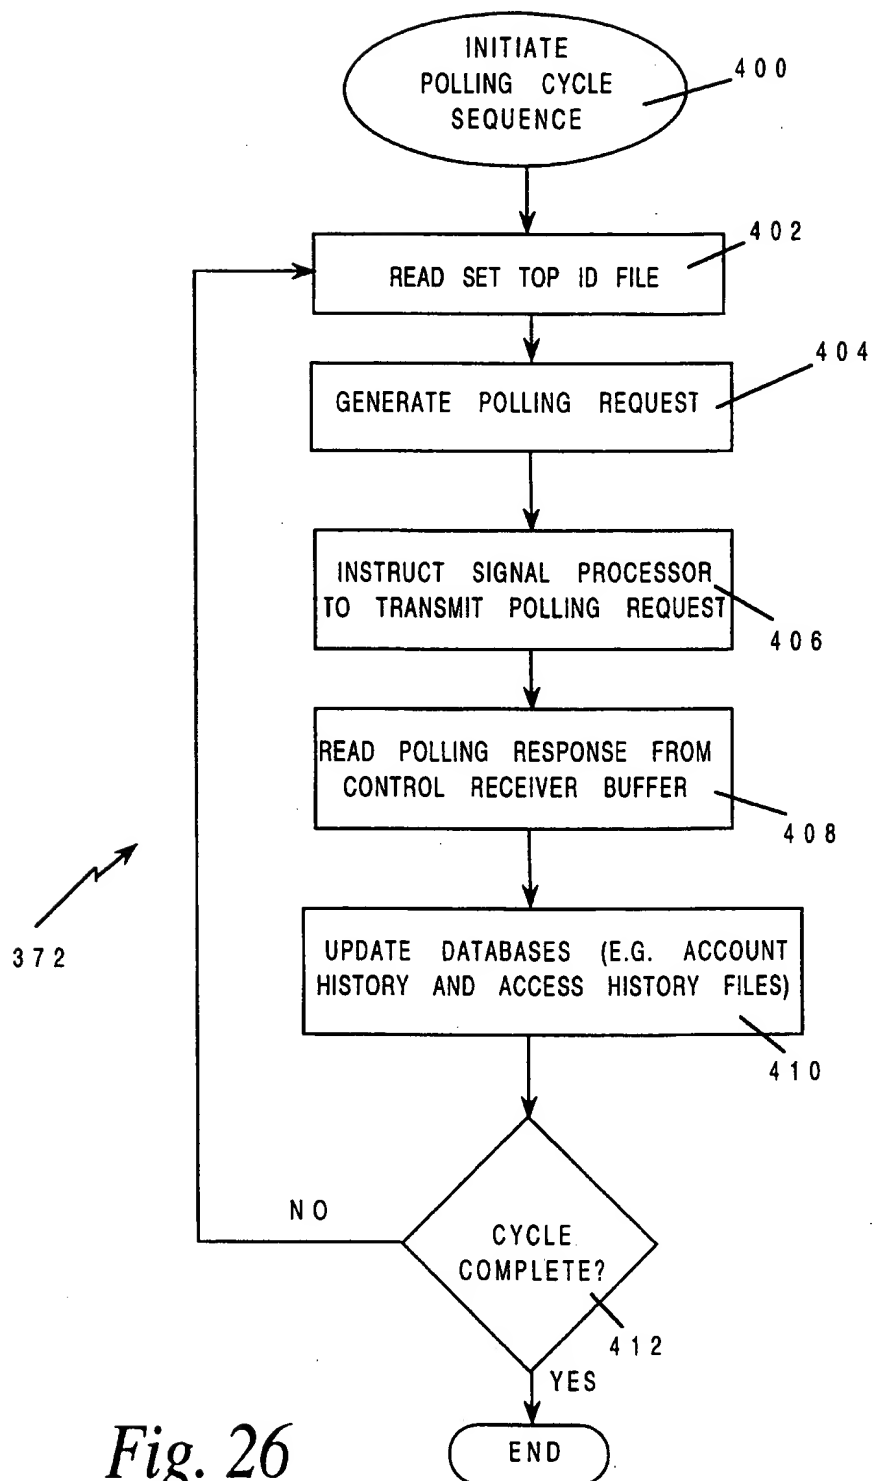 INITIATE
POLLING CYCLE
SEQUENCE
400
402
READ SET TOP ID FILE
404
GENERATE POLLING REQUEST
INSTRUCT SIGNAL PROCESSOR
TO TRANSMIT POLLING REQUEST
406
READ POLLING RESPONSE FROM
CONTROL RECEIVER BUFFER
408
372
UPDATE DATABASES (E.G. ACCOUNT
HISTORY AND ACCESS HISTORY FILES)
410
NO
CYCLE
COMPLETE?
412
YES
END
Fig. 26